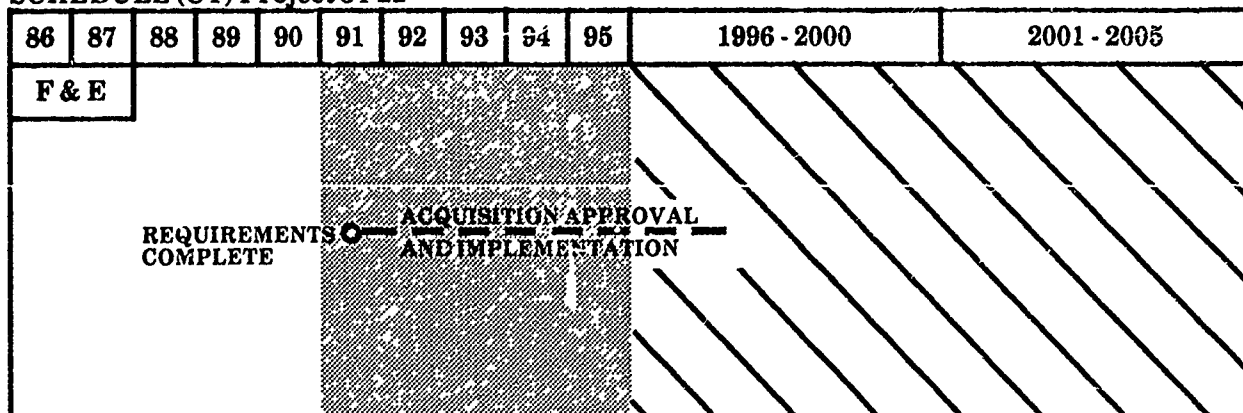 86 87 88 89 90 91 92 93 94 95 1996 - 2000 2001 - 2005
F & E
REQUIREMENTS
COMPLETE
ACQUISITION APPROVAL
AND IMPLEMENTATION